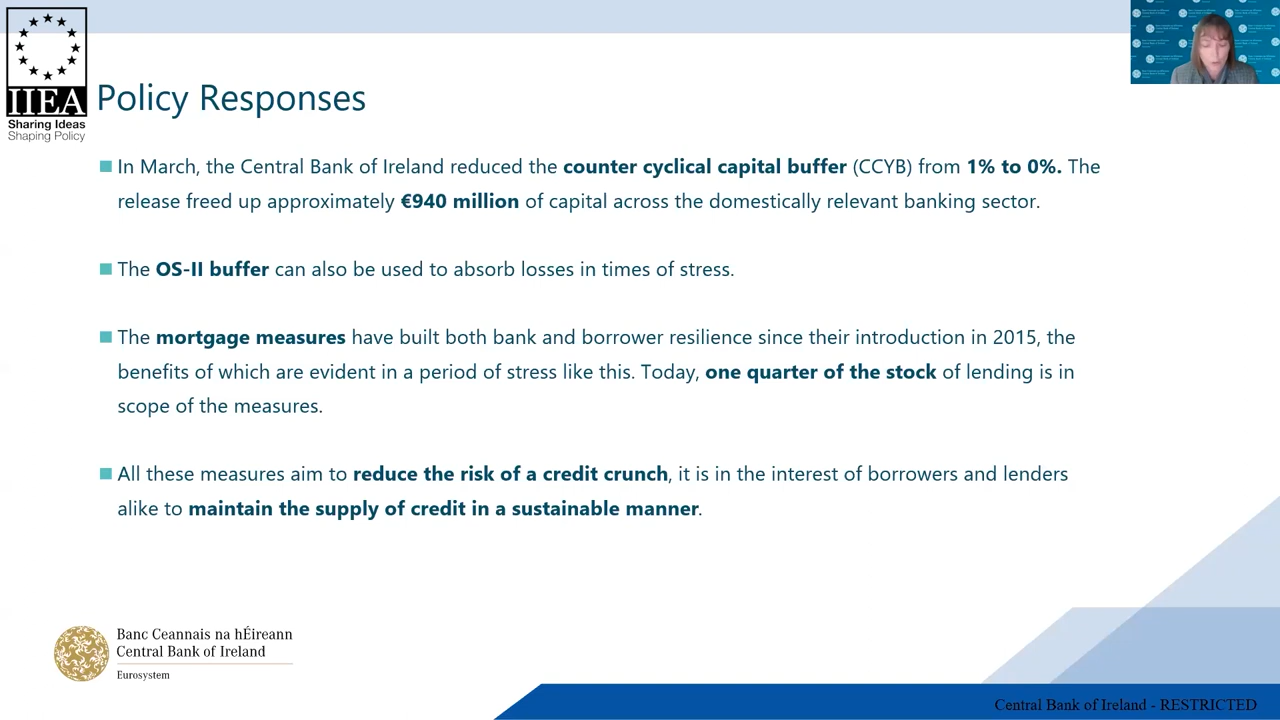 IIEA
Sharing Ideas
Shaping Policy
Policy Responses
In March, the Central Bank of Ireland reduced the counter cyclical capital buffer (CCYB) from 1% to 0%. The
release freed up approximately €940 million of capital across the domestically relevant banking sector.
The OS-II buffer can also be used to absorb losses in times of stress.
The mortgage measures have built both bank and borrower resilience since their introduction in 2015, the
benefits of which are evident in a period of stress like this. Today, one quarter of the stock of lending is in
scope of the measures.
All these measures aim to reduce the risk of a credit crunch, it is in the interest of borrowers and lenders
alike to maintain the supply of credit in a sustainable manner.
Banc Ceannais na hÉireann
Central Bank of Ireland
Eurosystem
Central Bank of Ireland - RESTRICTED